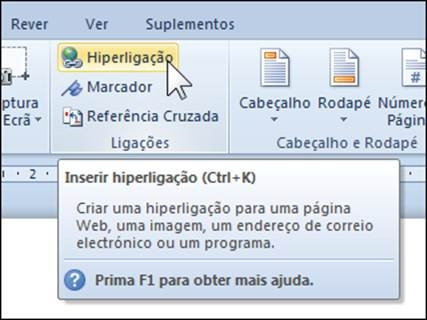 Rever Ver Suplementos
Hiperligação
Marcador
Referência Cruzada
ptura
Ecrã
Ligações
Cabeçalho Rodapé Número
Página
Cabeçalho e Rodapé
2
Inserir hiperligação (Ctrl+K)
Criar uma hiperligação para uma página
Web, uma imagem, um endereço de correio
electrónico ou um programa.
Prima F1 para obter mais ajuda.